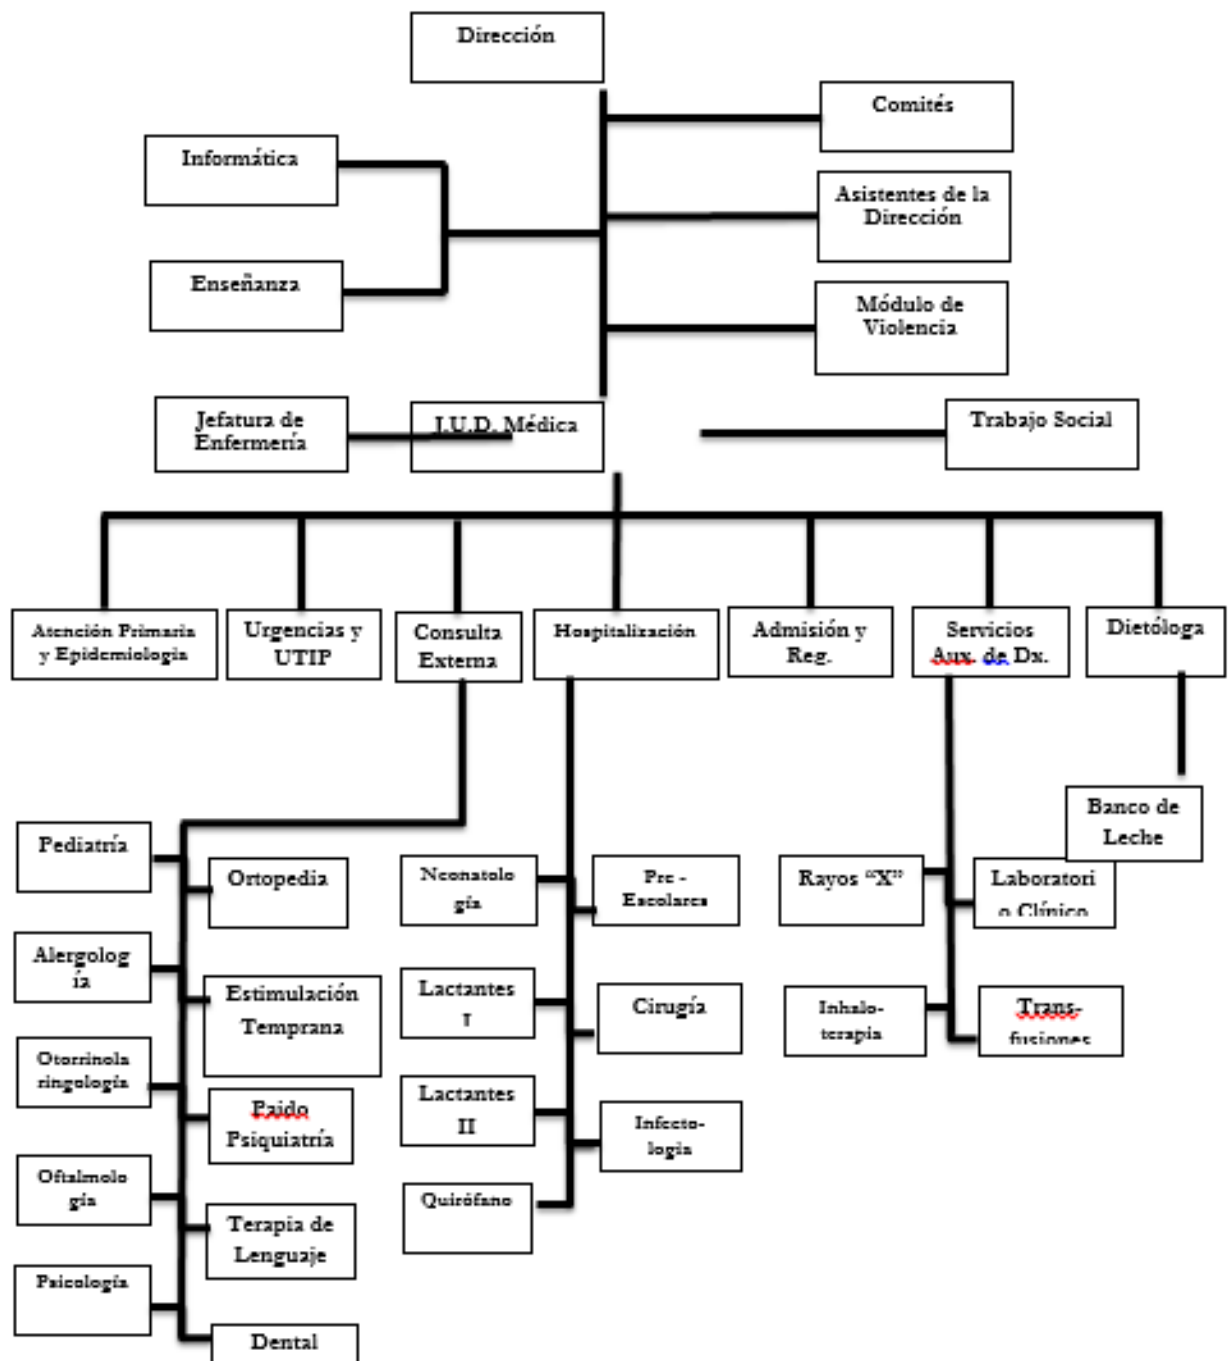 Dirección
Comités
Informática
Asistentes de la
Dirección
Enseñanza
Módulo de
Violencia
Jefatura de
Enfermería
J.U.D. Médica
Trabajo Social
Atención Primaria
y Epidemiología
Urgencias y
UTIP
Consulta
Externa
Hospitalización
Admisión y
Reg.
Servicios
Aux. de Dx.
Dietóloga
Banco de
Leche
Pediatría
Ortopedia
Neonatolo
gía
Pre -
Escolares
Rayos “X”
Laboratori
o Clínico
Alergolog
ía
Estimulación
Temprana
Lactantes
I
Cirugía
Inhalo-
terapia
Trans-
fusiones
Otorrinola
ringología
Paido
Psiquiatría
Lactantes
II
Infecto-
logia
Oftalmolo
gía
Terapia de
Lenguaje
Quirófano
Psicología
Dental